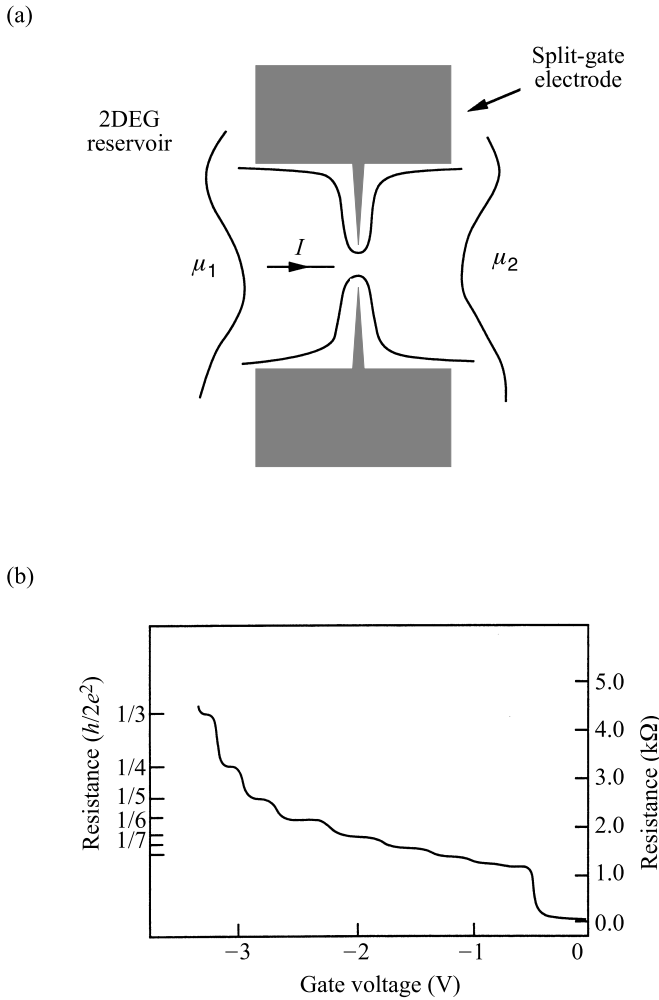 (a)
Split-gate
electrode
2DEG
reservoir
I
μ1
μ2
(b)
Resistance (h/2e²)
1/3
1/4
1/5
1/6
1/7
5.0
4.0
3.0
2.0
1.0
0.0
Resistance (kΩ)
−3
−2
−1
0
Gate voltage (V)